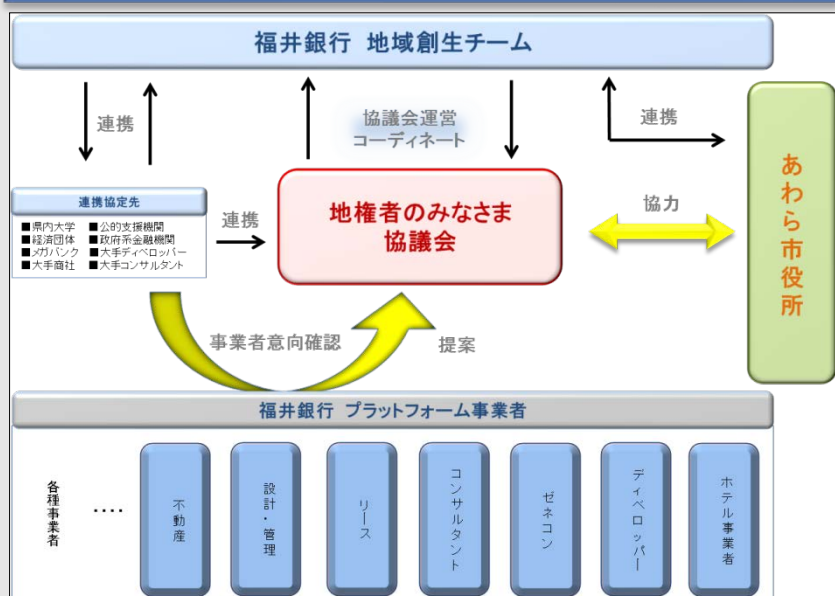 福井銀行 地域創生チーム
連携
協議会運営
コーディネート
連携
あわら市役所
連携協定先
■県内大学 ■公的支援機関
■経済団体 ■政府系金融機関
■メガバンク ■大手ディベロッパー
■大手商社 ■大手コンサルタント
連携
地権者のみなさま
協議会
協力
事業者意向確認
提案
福井銀行 プラットフォーム事業者
各種事業者
････
不動産
設計・管理
リース
コンサルタント
ゼネコン
ディベロッパー
ホテル事業者